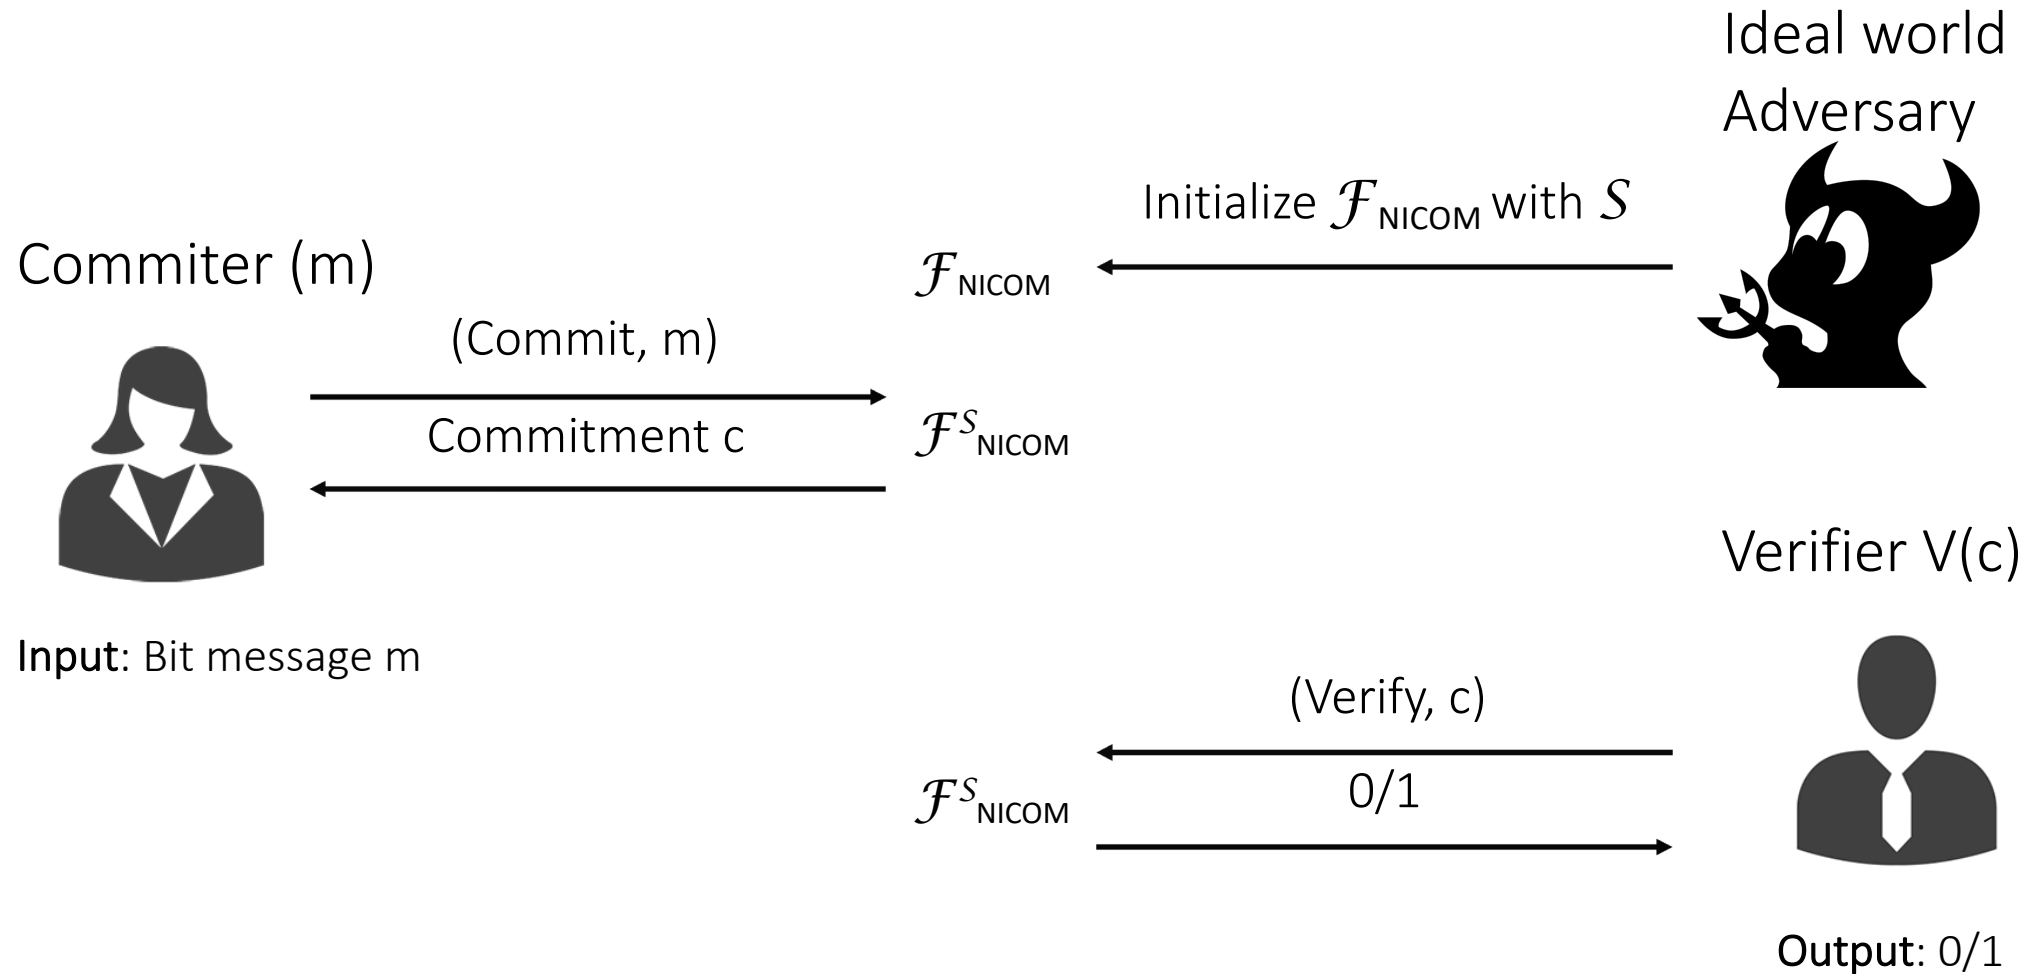 Ideal world
Adversary
Initialize ℱNICOM with 𝒮
Commiter (m)
ℱNICOM
(Commit, m)
Commitment c
ℱ𝒮NICOM
Verifier V(c)
Input: Bit message m
(Verify, c)
0/1
ℱ𝒮NICOM
Output: 0/1